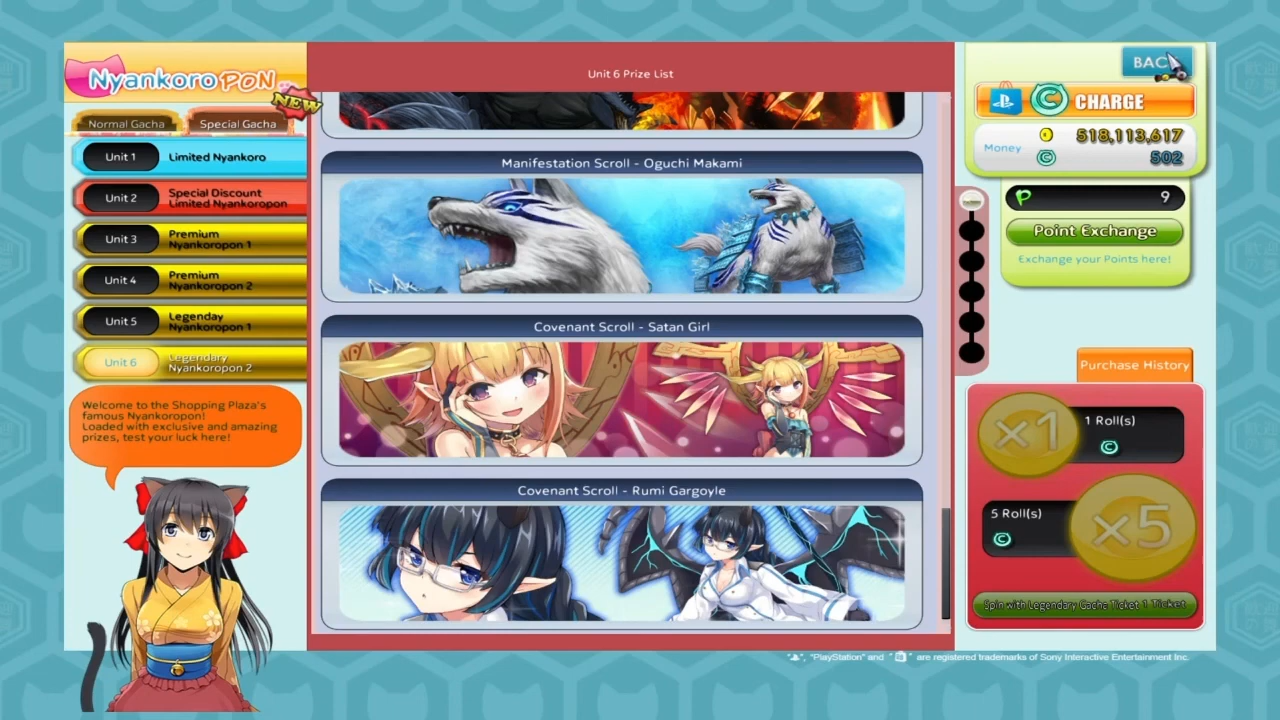 Nyankoro PON
NEW
Normal Gacha
Special Gacha
Unit 1
Limited Nyankoro
Unit 2
Special Discount
Limited Nyankoropon
Unit 3
Premium
Nyankoropon 1
Unit 4
Premium
Nyankoropon 2
Unit 5
Legenday
Nyankoropon 1
Unit 6
Legendary
Nyankoropon 2
Welcome to the Shopping Plaza's
famous Nyankoropon!
Loaded with exclusive and amazing
prizes, test your luck here!
Unit 6 Prize List
Manifestation Scroll - Oguchi Makami
Covenant Scroll - Satan Girl
Covenant Scroll - Rumi Gargoyle
BACK
CHARGE
Money
518,113,617
502
P
9
Point Exchange
Exchange your Points here!
Purchase History
x1
1 Roll(s)
5 Roll(s)
x5
Spin with Legendary Gacha Ticket 1 Ticket
"PlayStation" and " " are registered trademarks of Sony Interactive Entertainment Inc.